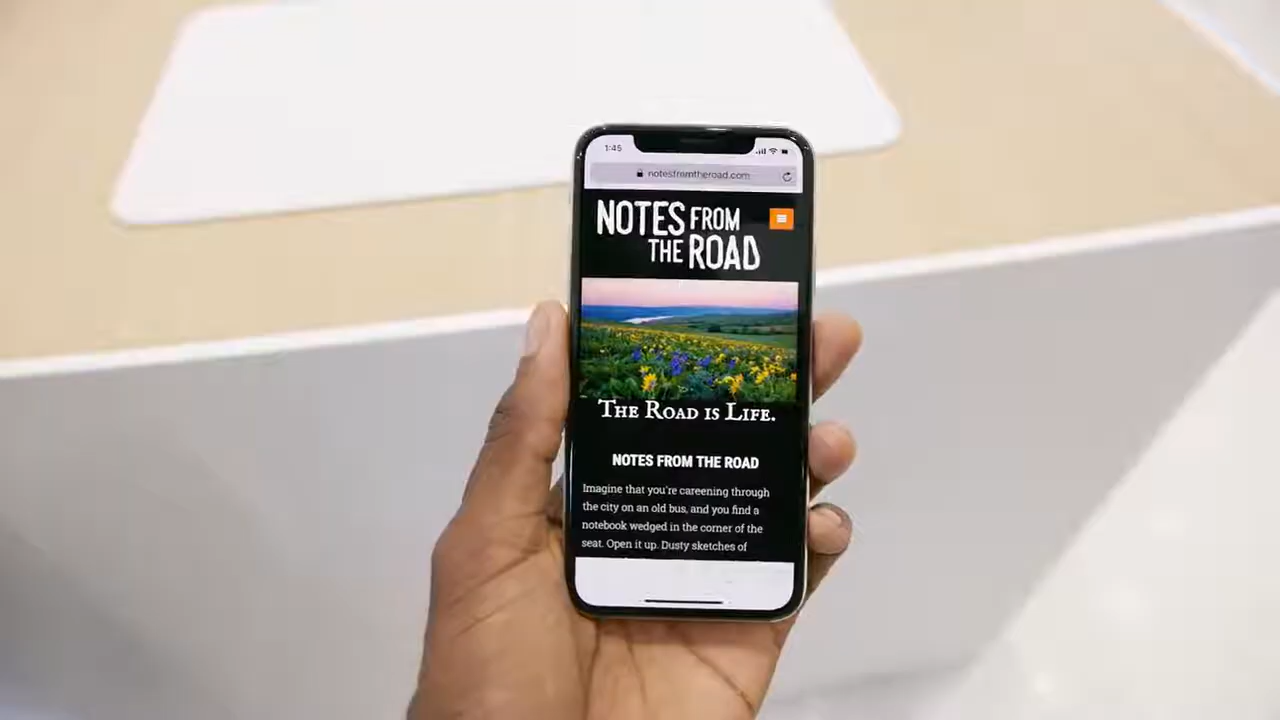 1:45
notesfromtheroad.com
NOTES FROM
THE ROAD
THE ROAD IS LIFE.
NOTES FROM THE ROAD
Imagine that you're careening through
the city on an old bus, and you find a
notebook wedged in the corner of the
seat. Open it up. Dusty sketches of